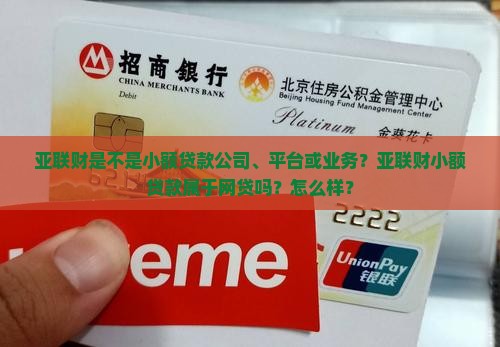 招商银行
CHINA MERCHANTS BANK
Debit
北京住房公积金管理中心
Beijing Housing Fund Management Center
Platinum
金葵花卡
亚联财是不是小额贷款公司、平台或业务？亚联财小额
贷款属于网贷吗？怎么样？
2222
eme
UnionPay
银联